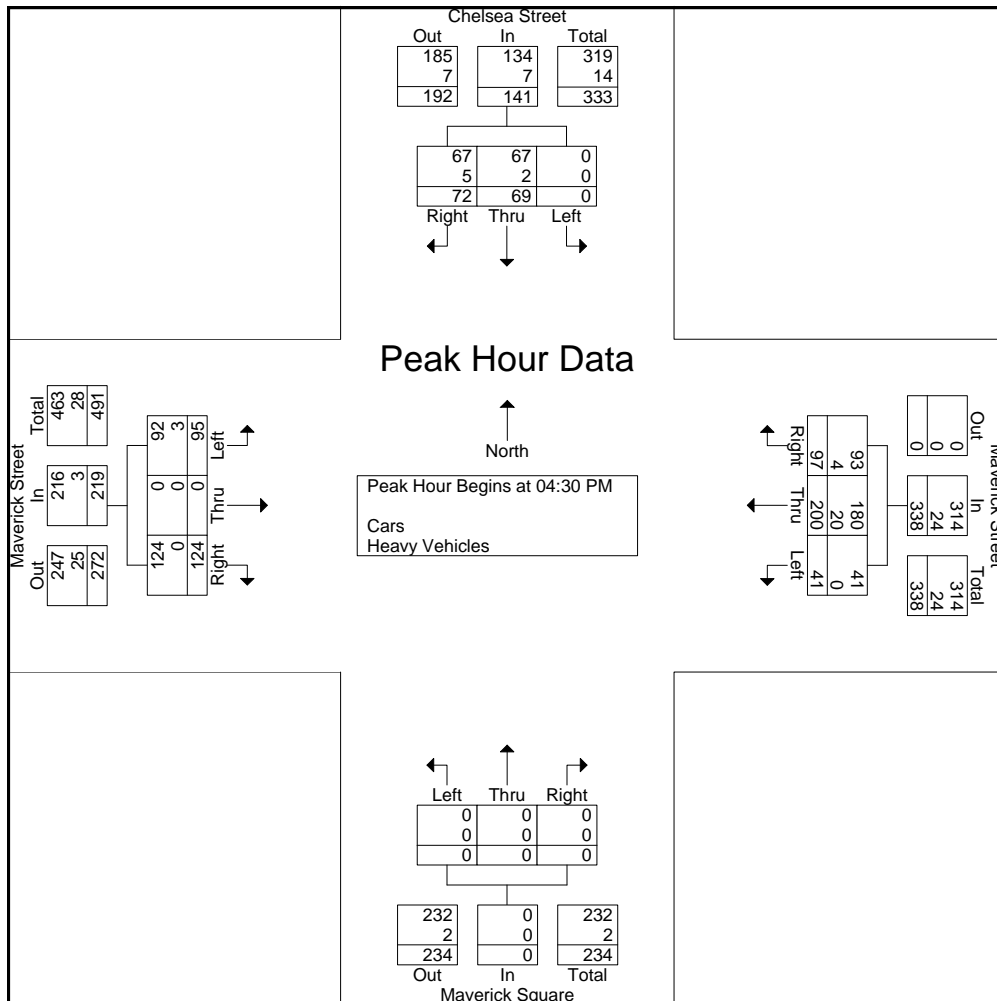 Chelsea Street
Out In Total
185 134 319
7 7 14
192 141 333
67 67 0
5 2 0
72 69 0
Right Thru Left
Peak Hour Data
North
Peak Hour Begins at 04:30 PM
Cars
Heavy Vehicles
Maverick Street
Total
463
28
491
In
216
3
219
Out
247
25
272
Left
92
3
95
Thru
0
0
0
Right
124
0
124
Right
93
4
97
Thru
180
20
200
Left
41
0
41
Out
0
0
0
In
314
24
338
Total
314
24
338
Maverick Street
Left Thru Right
0 0 0
0 0 0
0 0 0
232 0 232
2 0 2
234 0 234
Out In Total
Maverick Square